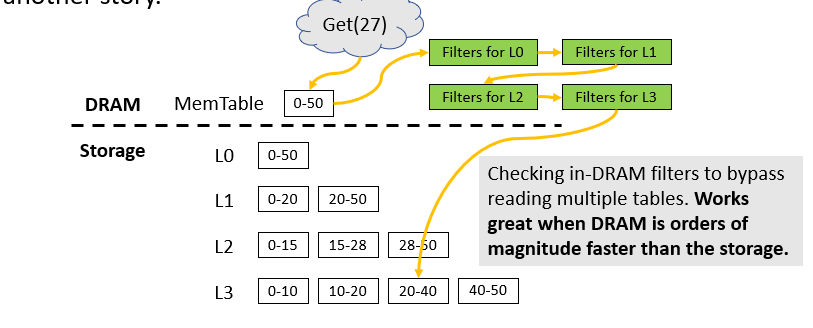 another story.
Get(27)
Filters for L0
Filters for L1
Filters for L2
Filters for L3
DRAM
MemTable
0-50
Storage
L0
0-50
L1
0-20
20-50
L2
0-15
15-28
28-50
L3
0-10
10-20
20-40
40-50
Checking in-DRAM filters to bypass
reading multiple tables. Works
great when DRAM is orders of
magnitude faster than the storage.